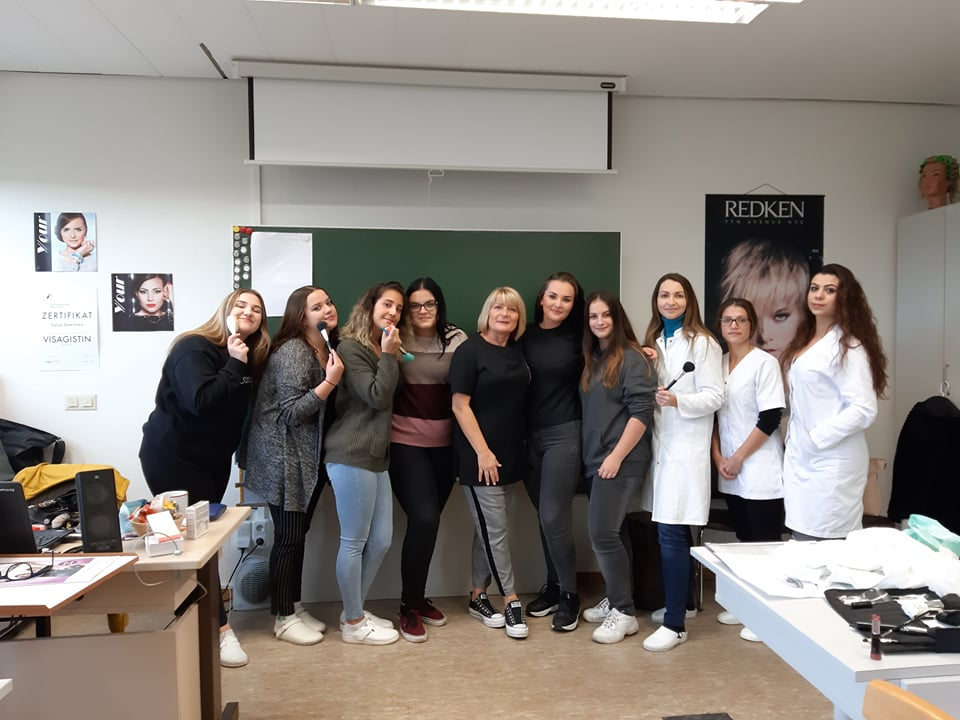 REDKEN
5TH AVENUE NYC
your
your
ZERTIFIKAT
VISAGISTIN